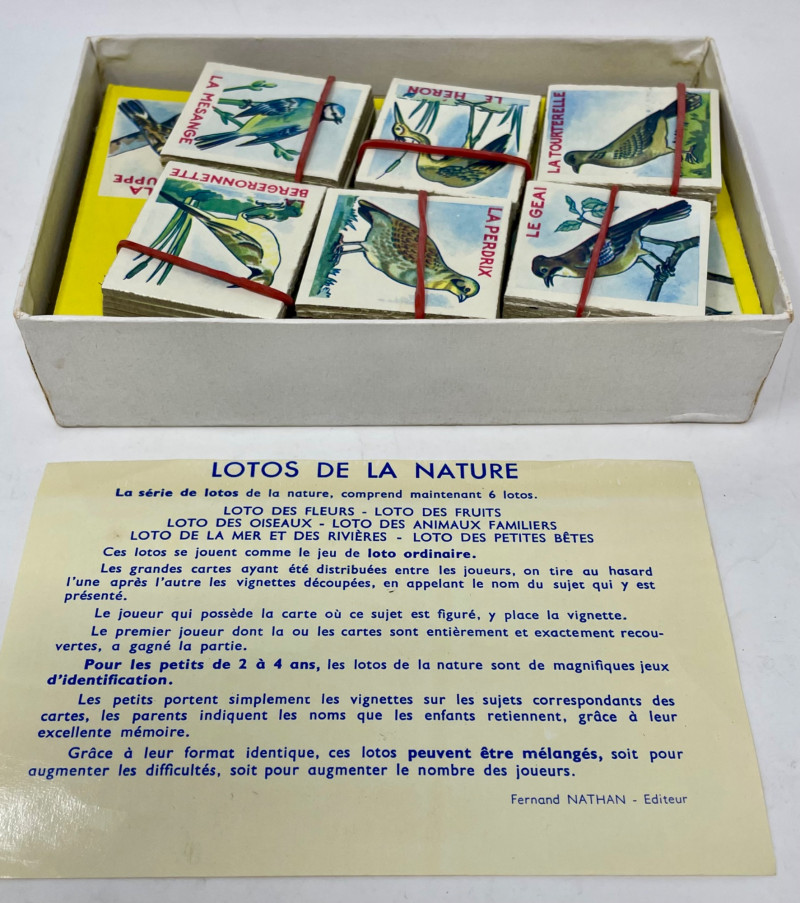 LA MESANGE
LE HERON
LA TOURTERELLE
LA
UPPE
BERGERONNETTE
LA PERDRIX
LE GEAI
LOTOS DE LA NATURE
La série de lotos de la nature, comprend maintenant 6 lotos.
LOTO DES FLEURS - LOTO DES FRUITS
LOTO DES OISEAUX - LOTO DES ANIMAUX FAMILIERS
LOTO DE LA MER ET DES RIVIÈRES - LOTO DES PETITES BÊTES
Ces lotos se jouent comme le jeu de loto ordinaire.
Les grandes cartes ayant été distribuées entre les joueurs, on tire au hasard
l'une après l'autre les vignettes découpées, en appelant le nom du sujet qui y est
présenté.
Le joueur qui possède la carte où ce sujet est figuré, y place la vignette.
Le premier joueur dont la ou les cartes sont entièrement et exactement recou-
vertes, a gagné la partie.
Pour les petits de 2 à 4 ans, les lotos de la nature sont de magnifiques jeux
d'identification.
Les petits portent simplement les vignettes sur les sujets correspondants des
cartes, les parents indiquent les noms que les enfants retiennent, grâce à leur
excellente mémoire.
Grâce à leur format identique, ces lotos peuvent être mélangés, soit pour
augmenter les difficultés, soit pour augmenter le nombre des joueurs.
Fernand NATHAN - Editeur